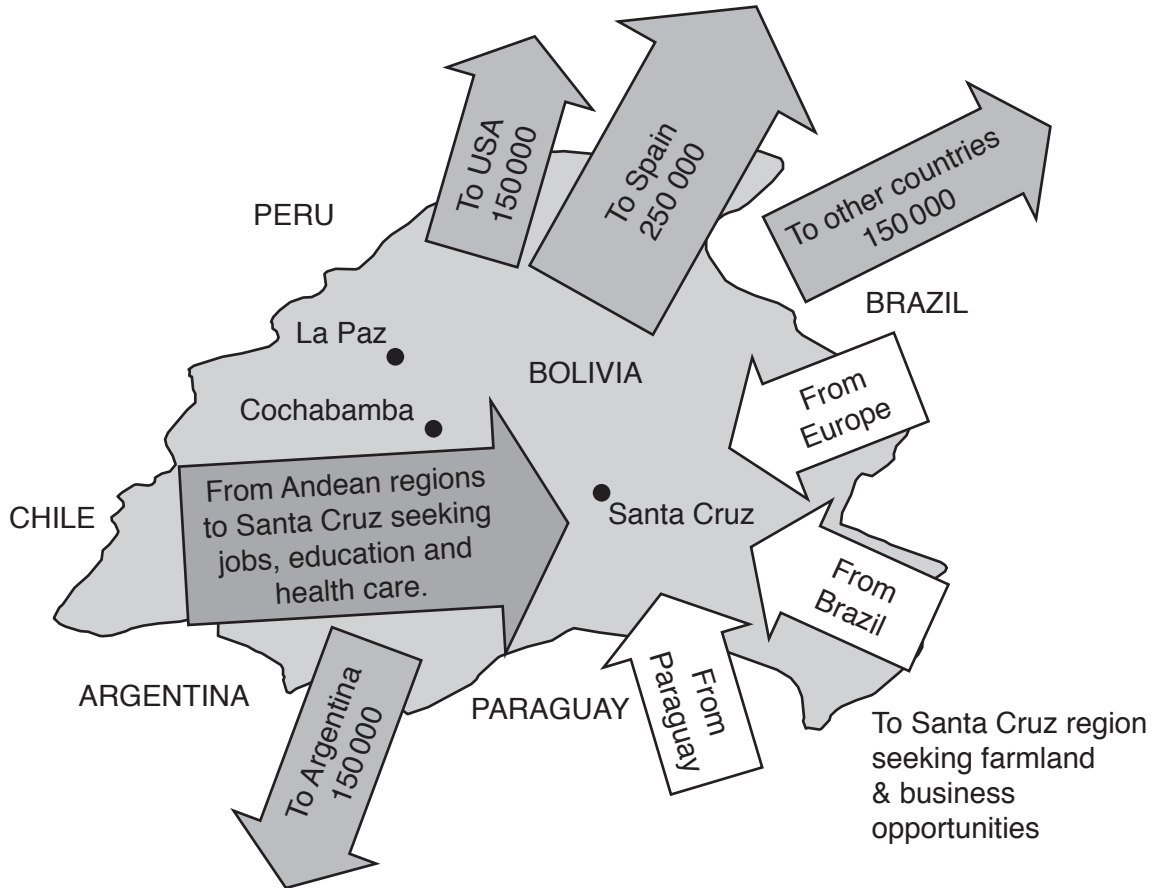 To USA
150 000
To Spain
250 000
To other countries
150 000
PERU
BRAZIL
La Paz
BOLIVIA
Cochabamba
From
Europe
From Andean regions
to Santa Cruz seeking
jobs, education and
health care.
CHILE
Santa Cruz
From
Brazil
From
Paraguay
ARGENTINA
PARAGUAY
To Argentina
150 000
To Santa Cruz region
seeking farmland
& business
opportunities